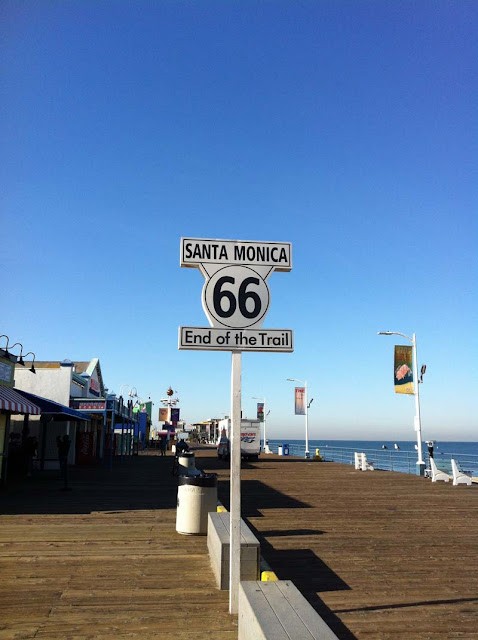 SANTA MONICA
66
End of the Trail